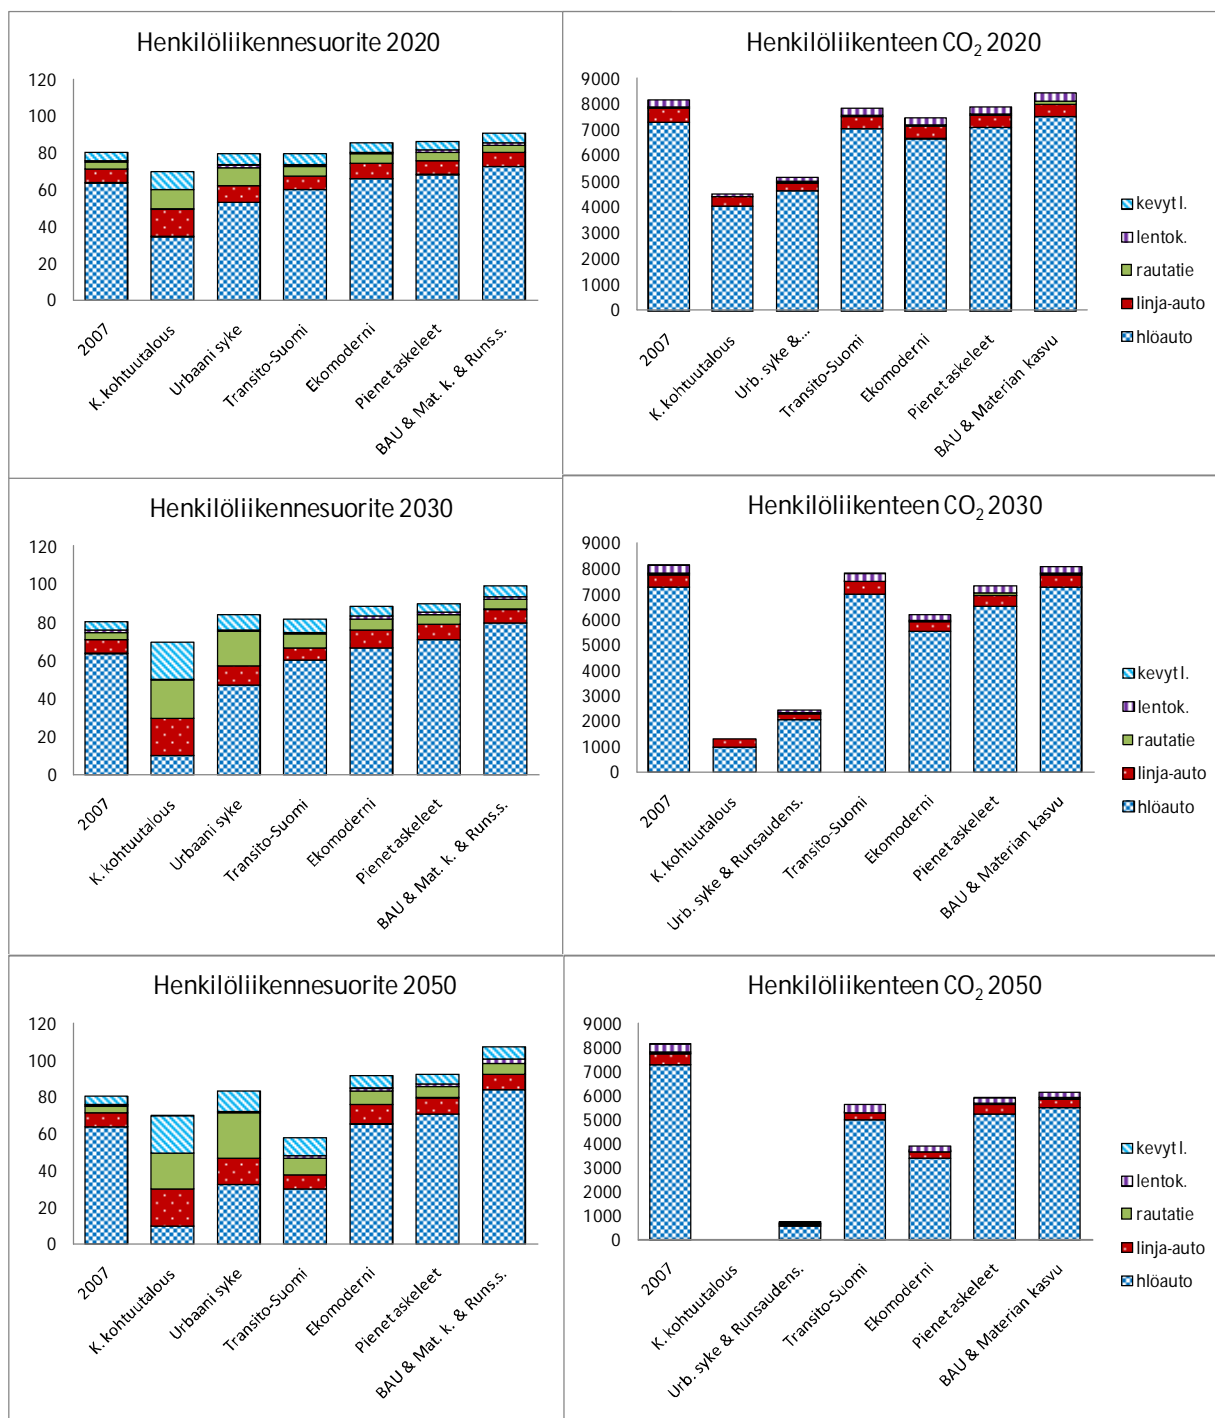 Henkilöliikennesuorite 2020
120
100
80
60
40
20
0
2007
K. kohtuutalous
Urbaani syke
Transito-Suomi
Ekomoderni
Pienet askeleet
BAU & Mat. k. & Runs.s.
Henkilöliikenteen CO₂ 2020
9000
8000
7000
6000
5000
4000
3000
2000
1000
0
2007
K. kohtuutalous
Urb. syke &...
Transito-Suomi
Ekomoderni
Pienet askeleet
BAU & Materian kasvu
kevyt l.
lentok.
rautatie
linja-auto
hlöauto
Henkilöliikennesuorite 2030
120
100
80
60
40
20
0
2007
K. kohtuutalous
Urbaani syke
Transito-Suomi
Ekomoderni
Pienet askeleet
BAU & Mat. k. & Runs.s.
Henkilöliikenteen CO₂ 2030
9000
8000
7000
6000
5000
4000
3000
2000
1000
0
2007
K. kohtuutalous
Urb. syke & Runsaudens.
Transito-Suomi
Ekomoderni
Pienet askeleet
BAU & Materian kasvu
kevyt l.
lentok.
rautatie
linja-auto
hlöauto
Henkilöliikennesuorite 2050
120
100
80
60
40
20
0
2007
K. kohtuutalous
Urbaani syke
Transito-Suomi
Ekomoderni
Pienet askeleet
BAU & Mat. k. & Runs.s.
Henkilöliikenteen CO₂ 2050
9000
8000
7000
6000
5000
4000
3000
2000
1000
0
2007
K. kohtuutalous
Urb. syke & Runsaudens.
Transito-Suomi
Ekomoderni
Pienet askeleet
BAU & Materian kasvu
kevyt l.
lentok.
rautatie
linja-auto
hlöauto